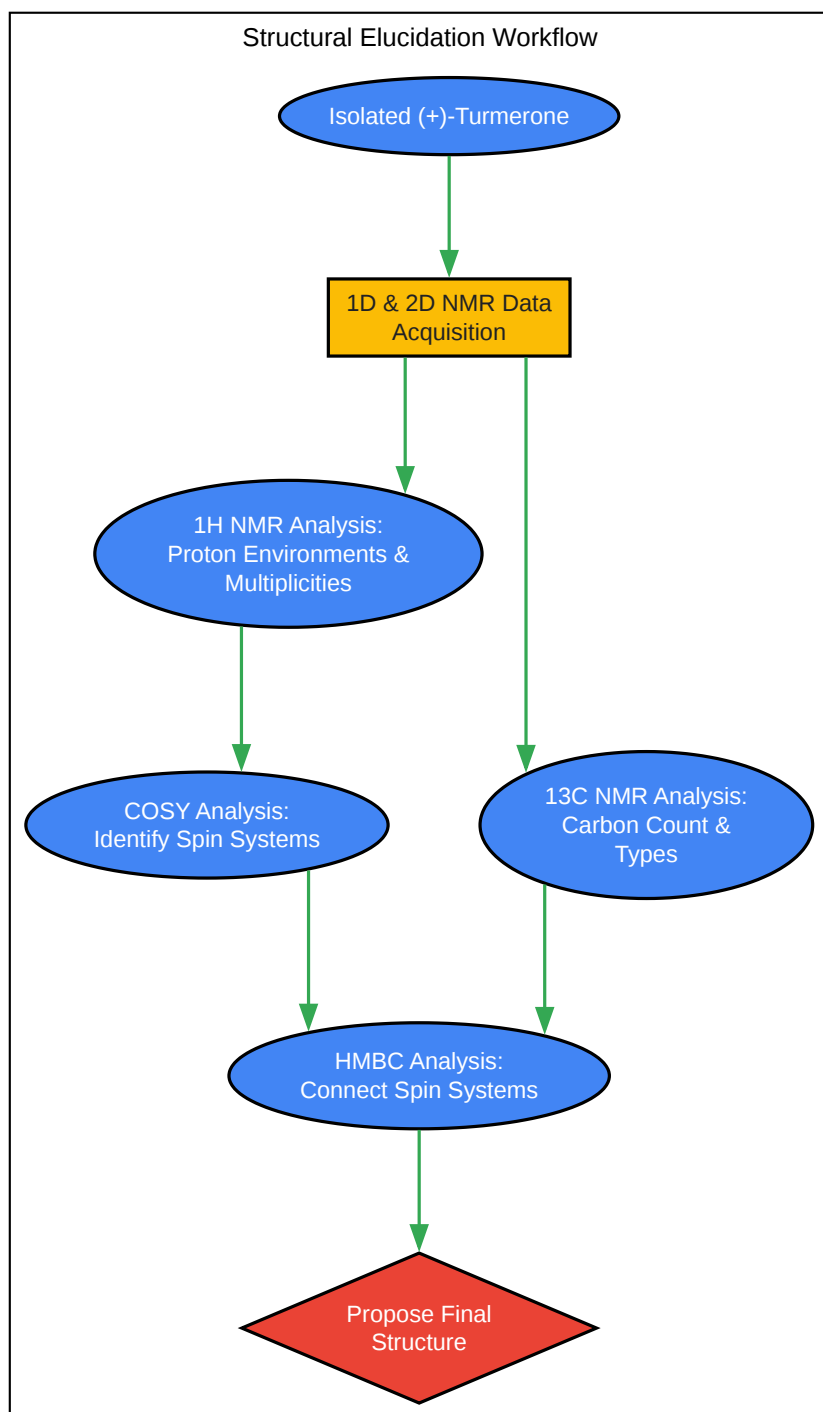 Structural Elucidation Workflow
Isolated (+)-Turmerone
1D & 2D NMR Data
Acquisition
1H NMR Analysis:
Proton Environments &
Multiplicities
COSY Analysis:
Identify Spin Systems
13C NMR Analysis:
Carbon Count &
Types
HMBC Analysis:
Connect Spin Systems
Propose Final
Structure